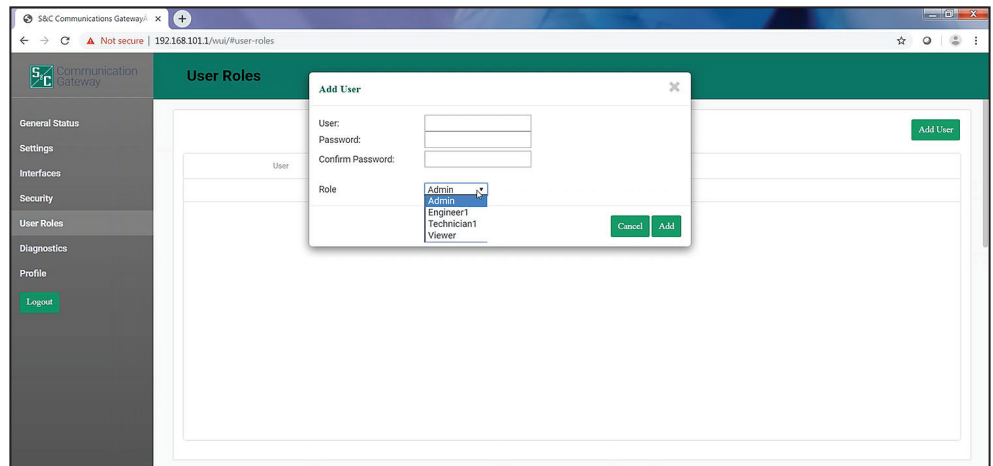 S&C Communications Gateway
Not secure | 192.168.101.1/wui/#user-roles
S&C Communication
Gateway
User Roles
General Status
Settings
Interfaces
Security
User Roles
Diagnostics
Profile
Logout
Add User
User
Add User
User:
Password:
Confirm Password:
Role
Admin
Admin
Engineer1
Technician1
Viewer
Cancel
Add